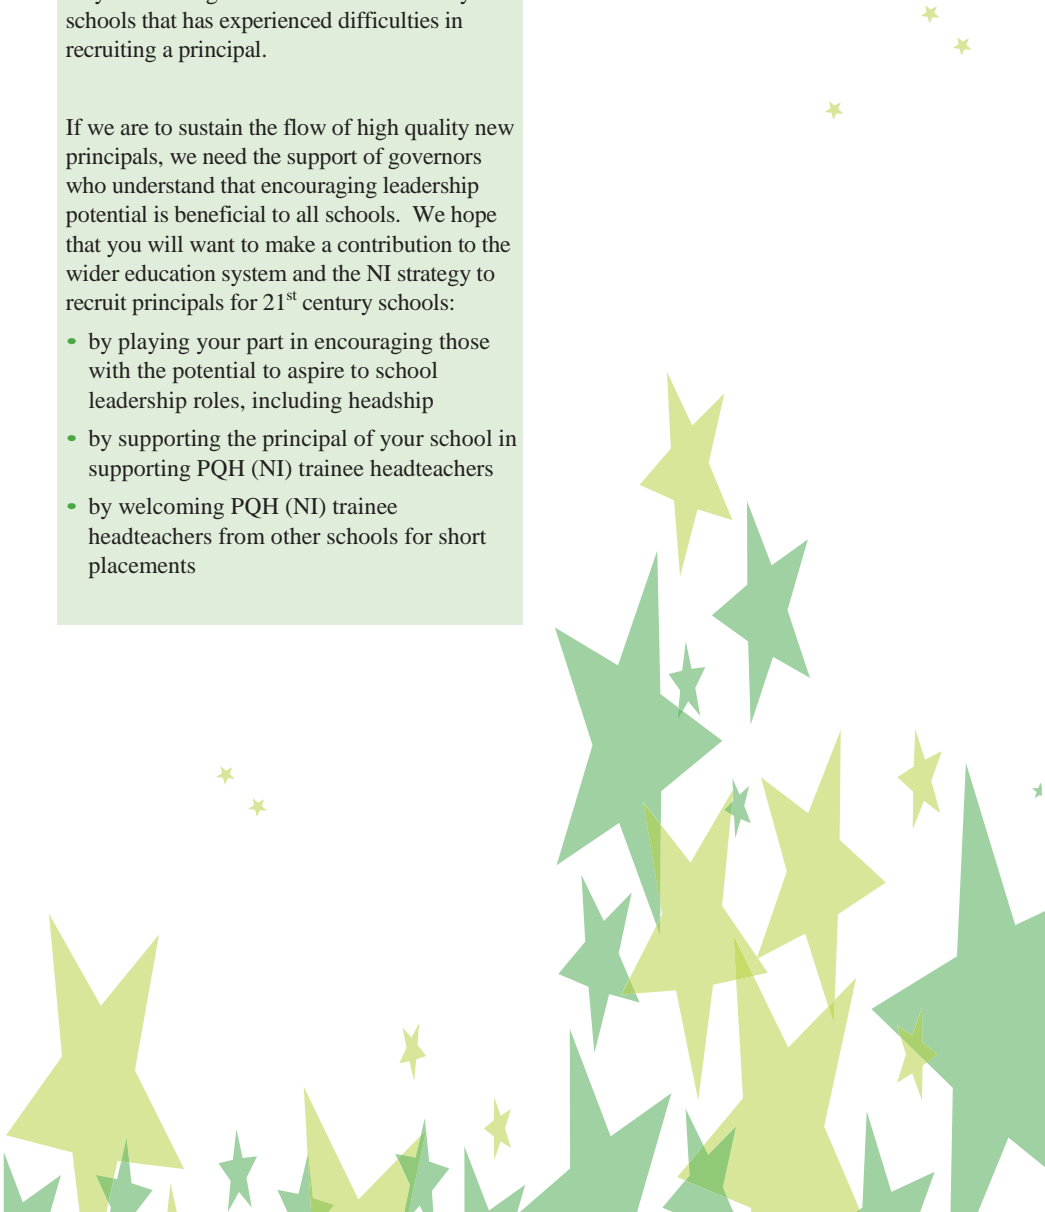 schools that has experienced difficulties in
recruiting a principal.
If we are to sustain the flow of high quality new
principals, we need the support of governors
who understand that encouraging leadership
potential is beneficial to all schools.  We hope
that you will want to make a contribution to the
wider education system and the NI strategy to
recruit principals for 21st century schools:
• by playing your part in encouraging those
with the potential to aspire to school
leadership roles, including headship
• by supporting the principal of your school in
supporting PQH (NI) trainee headteachers
• by welcoming PQH (NI) trainee
headteachers from other schools for short
placements